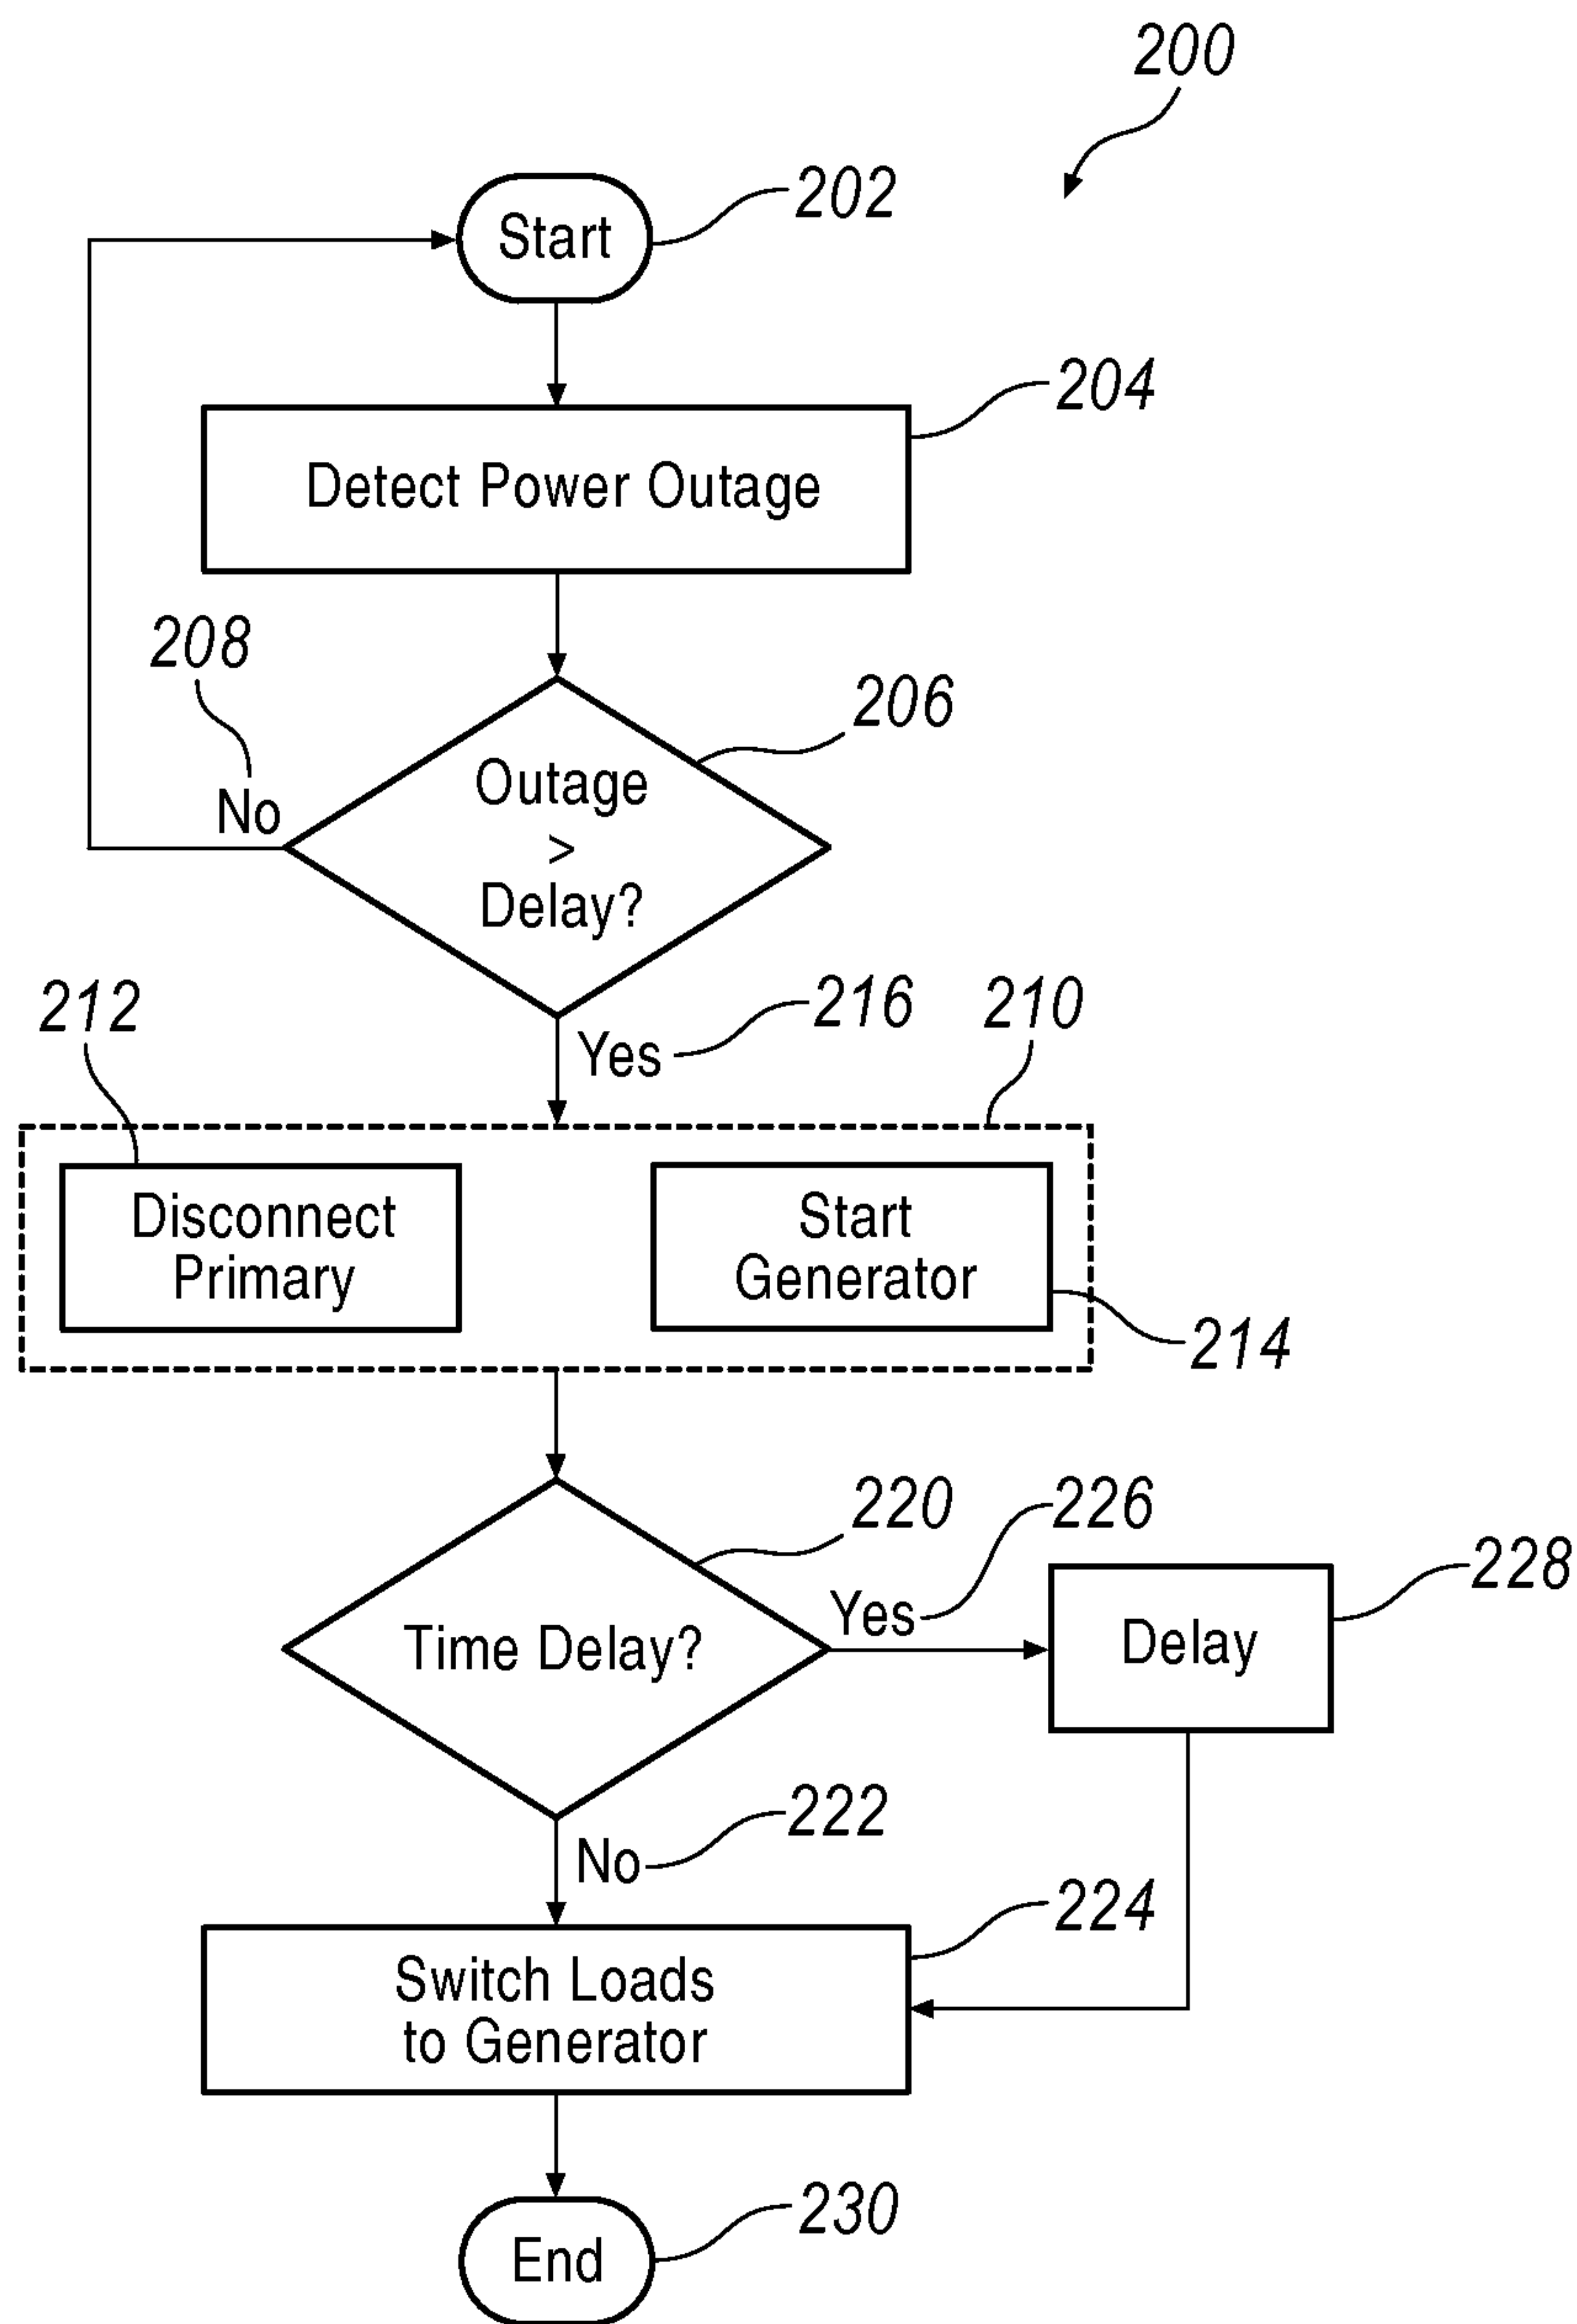 200
Start
202
Detect Power Outage
204
Outage
>
Delay?
206
208
No
Yes
216
210
212
Disconnect
Primary
Start
Generator
214
Time Delay?
220
Yes
226
Delay
228
No
222
Switch Loads
to Generator
224
End
230